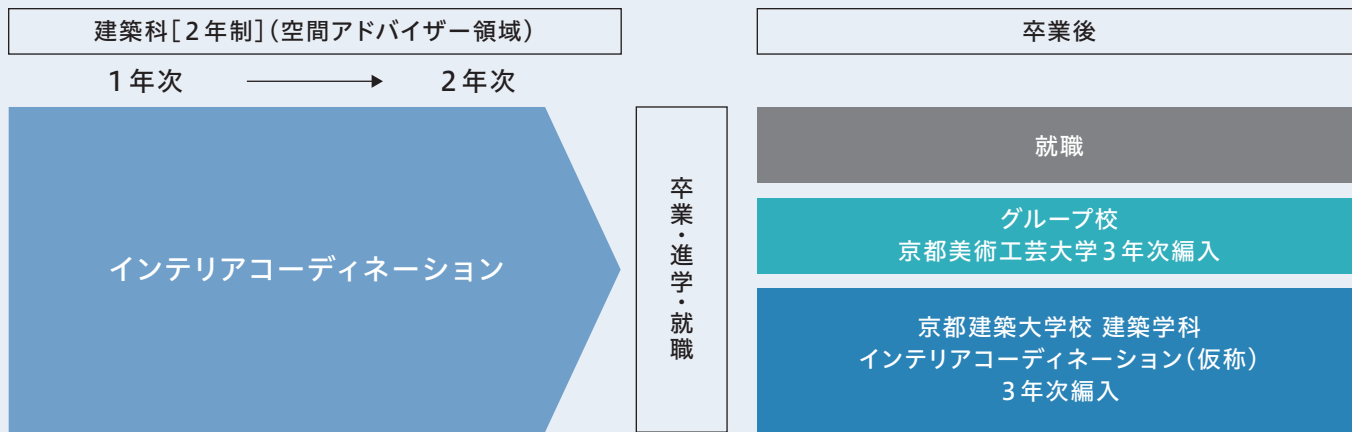 建築科[2年制](空間アドバイザー領域)
1年次
2年次
インテリアコーディネーション
卒業・進学・就職
卒業後
就職
グループ校
京都美術工芸大学3年次編入
京都建築大学校 建築学科
インテリアコーディネーション(仮称)
3年次編入